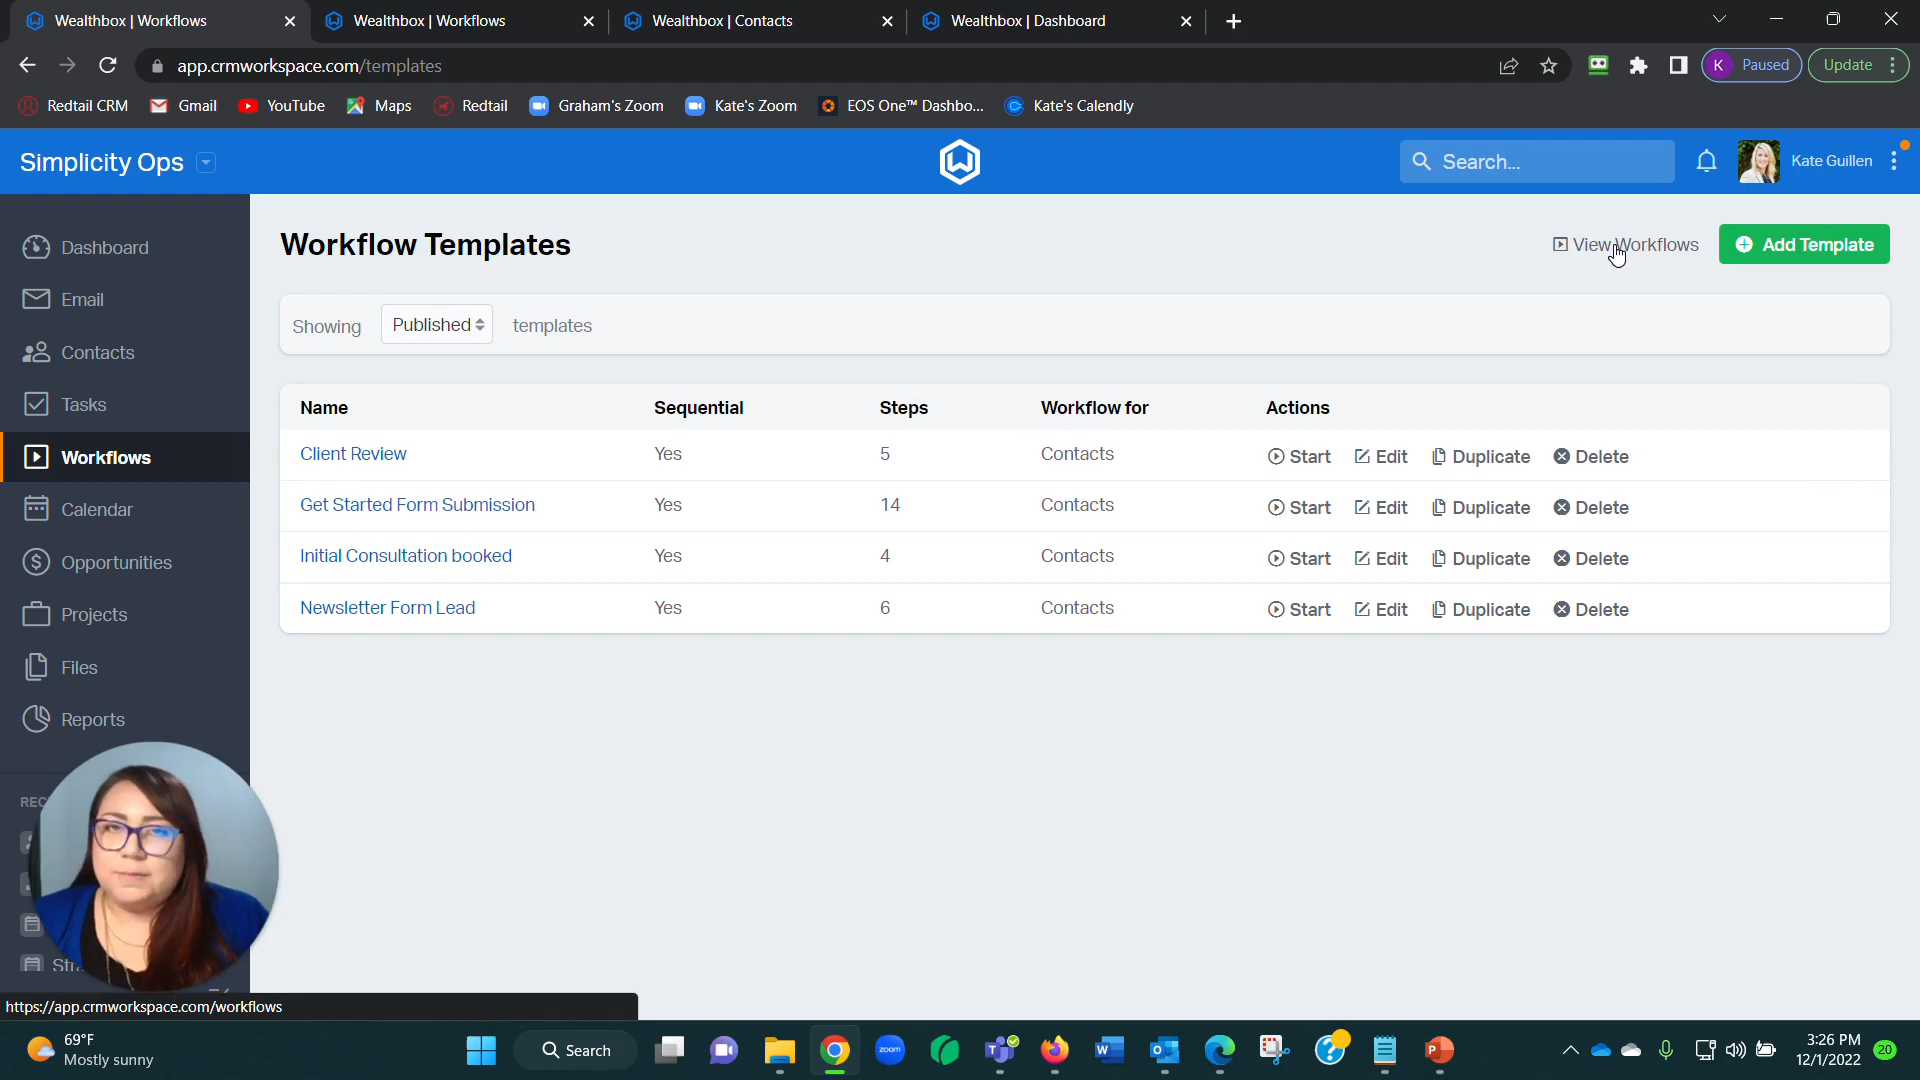 Wealthbox | Workflows
Wealthbox | Workflows
Wealthbox | Contacts
Wealthbox | Dashboard
app.crmworkspace.com/templates
K Paused
Update
Redtail CRM
Gmail
YouTube
Maps
Redtail
Graham's Zoom
Kate's Zoom
EOS One™ Dashbo...
Kate's Calendly
Simplicity Ops
Search...
Kate Guillen
Dashboard
Email
Contacts
Tasks
Workflows
Calendar
Opportunities
Projects
Files
Reports
REC
Workflow Templates
View Workflows
Add Template
Showing Published templates
Name Sequential Steps Workflow for Actions
Client Review Yes 5 Contacts Start Edit Duplicate Delete
Get Started Form Submission Yes 14 Contacts Start Edit Duplicate Delete
Initial Consultation booked Yes 4 Contacts Start Edit Duplicate Delete
Newsletter Form Lead Yes 6 Contacts Start Edit Duplicate Delete
https://app.crmworkspace.com/workflows
69°F
Mostly sunny
Search
zoom
3:26 PM
12/1/2022
20